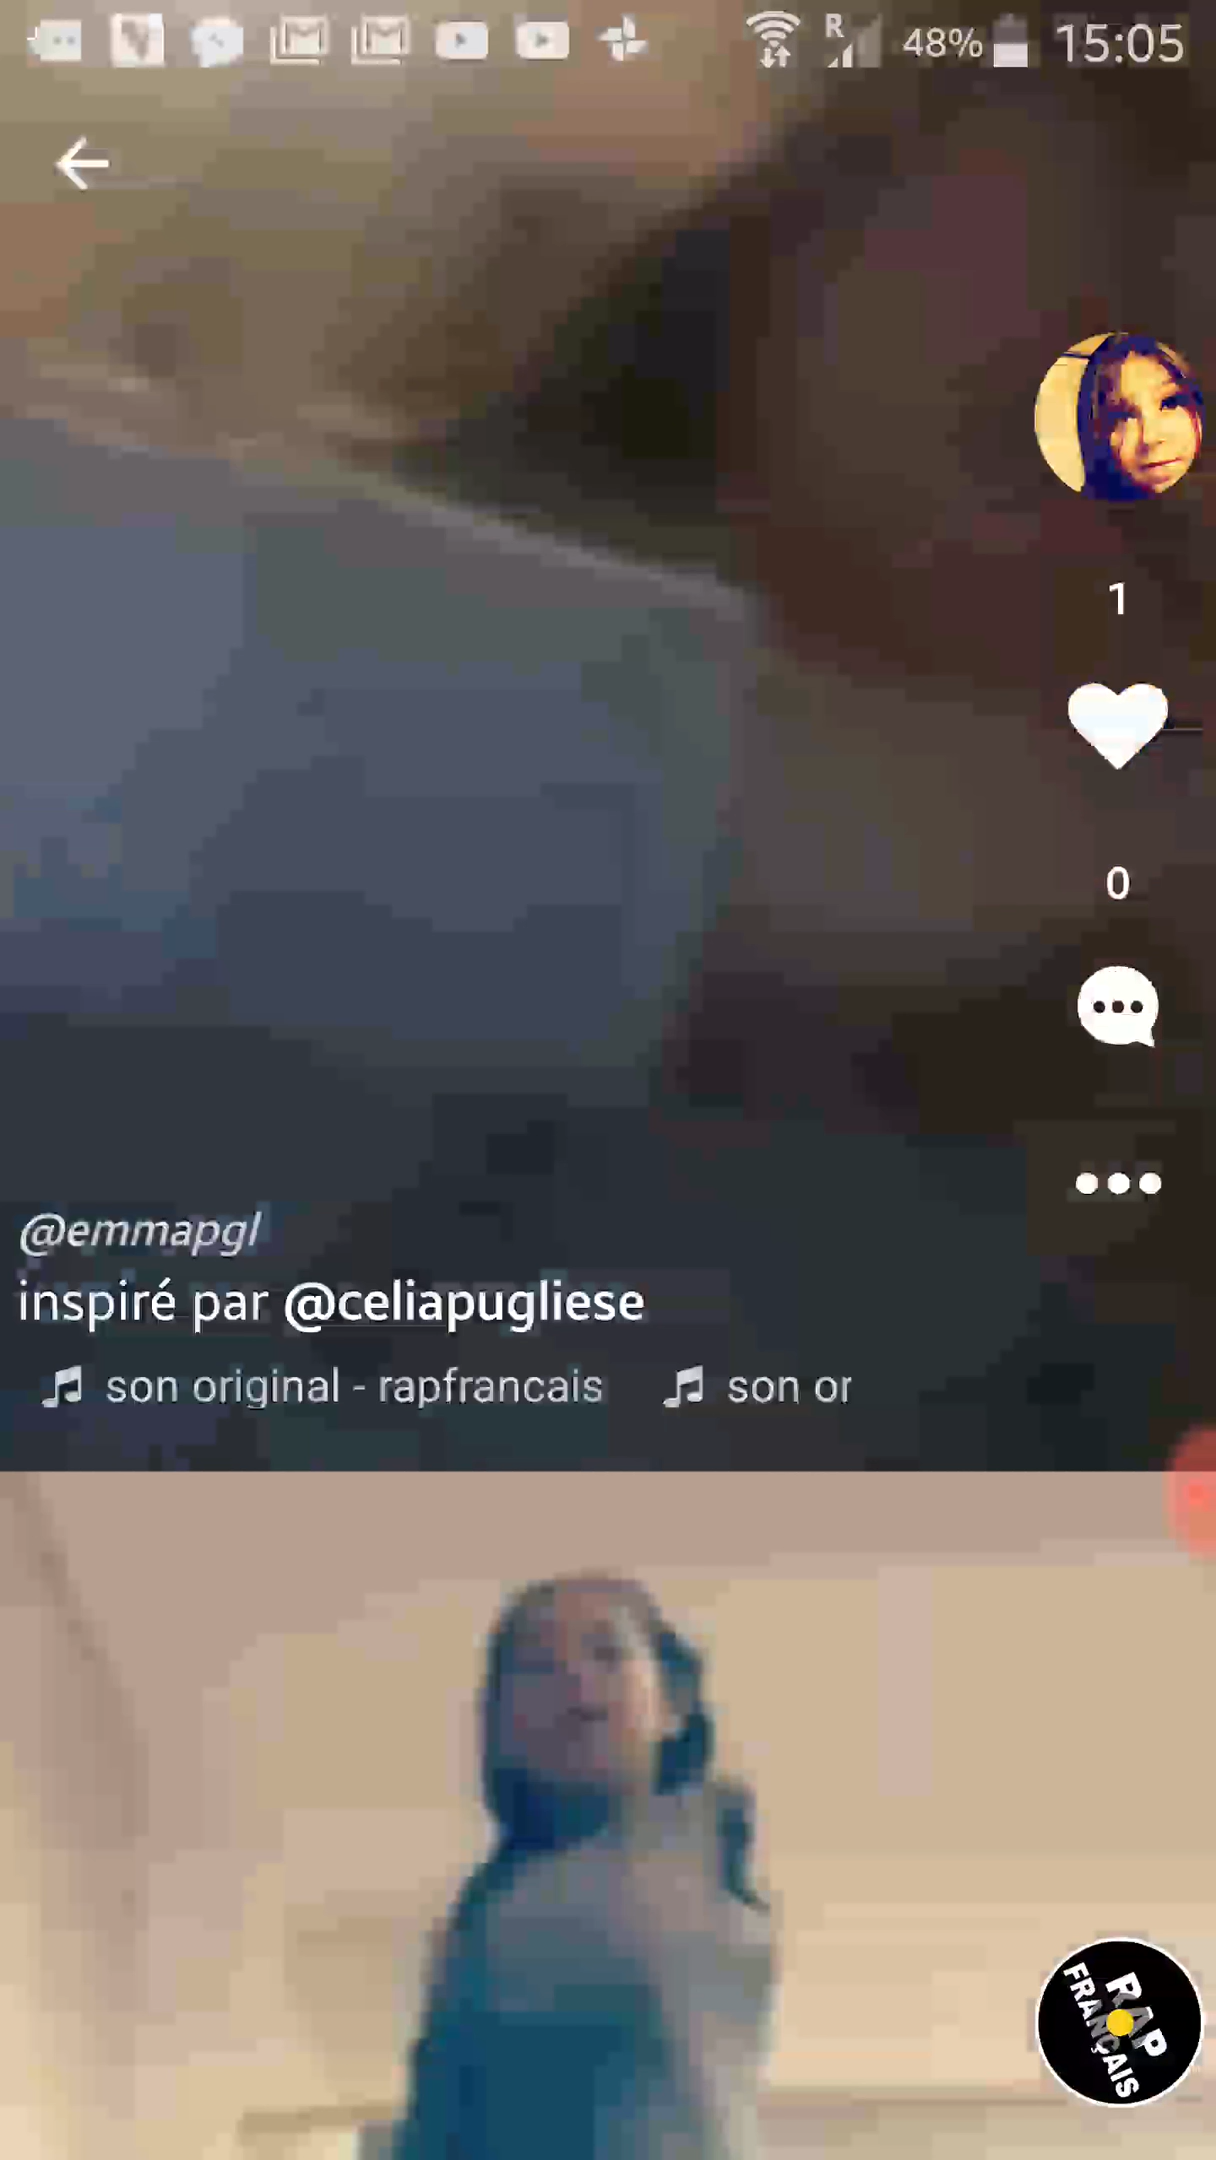 R 48% 15:05
1
0
@emmapgl
inspiré par @celiapugliese
son original - rapfrancais son or
RAP
FRANÇAIS